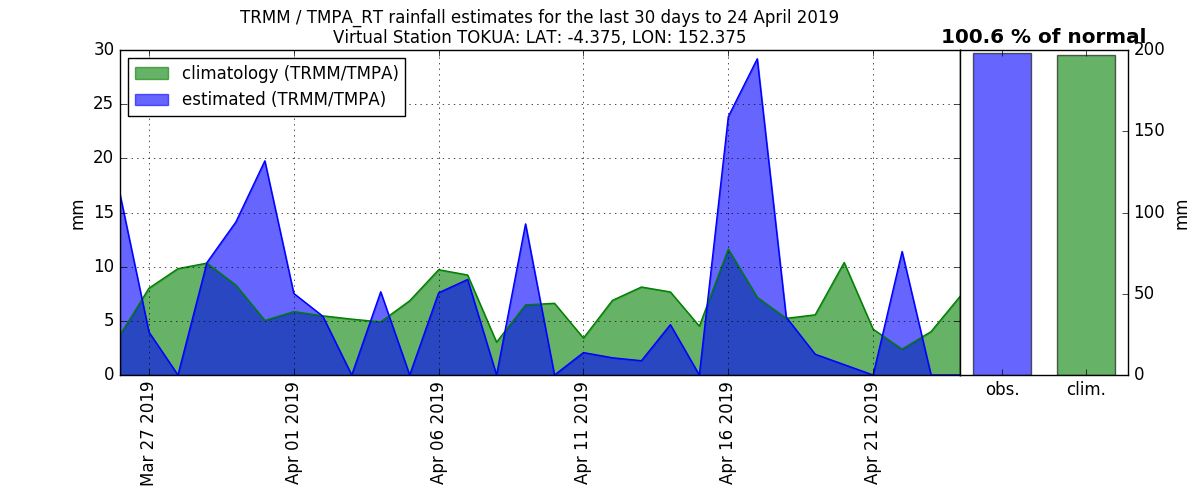 TRMM / TMPA_RT rainfall estimates for the last 30 days to 24 April 2019
Virtual Station TOKUA: LAT: -4.375, LON: 152.375
100.6 % of normal
climatology (TRMM/TMPA)
estimated (TRMM/TMPA)
30
25
20
15
10
5
0
mm
Mar 27 2019
Apr 01 2019
Apr 06 2019
Apr 11 2019
Apr 16 2019
Apr 21 2019
200
150
100
50
0
mm
obs.
clim.